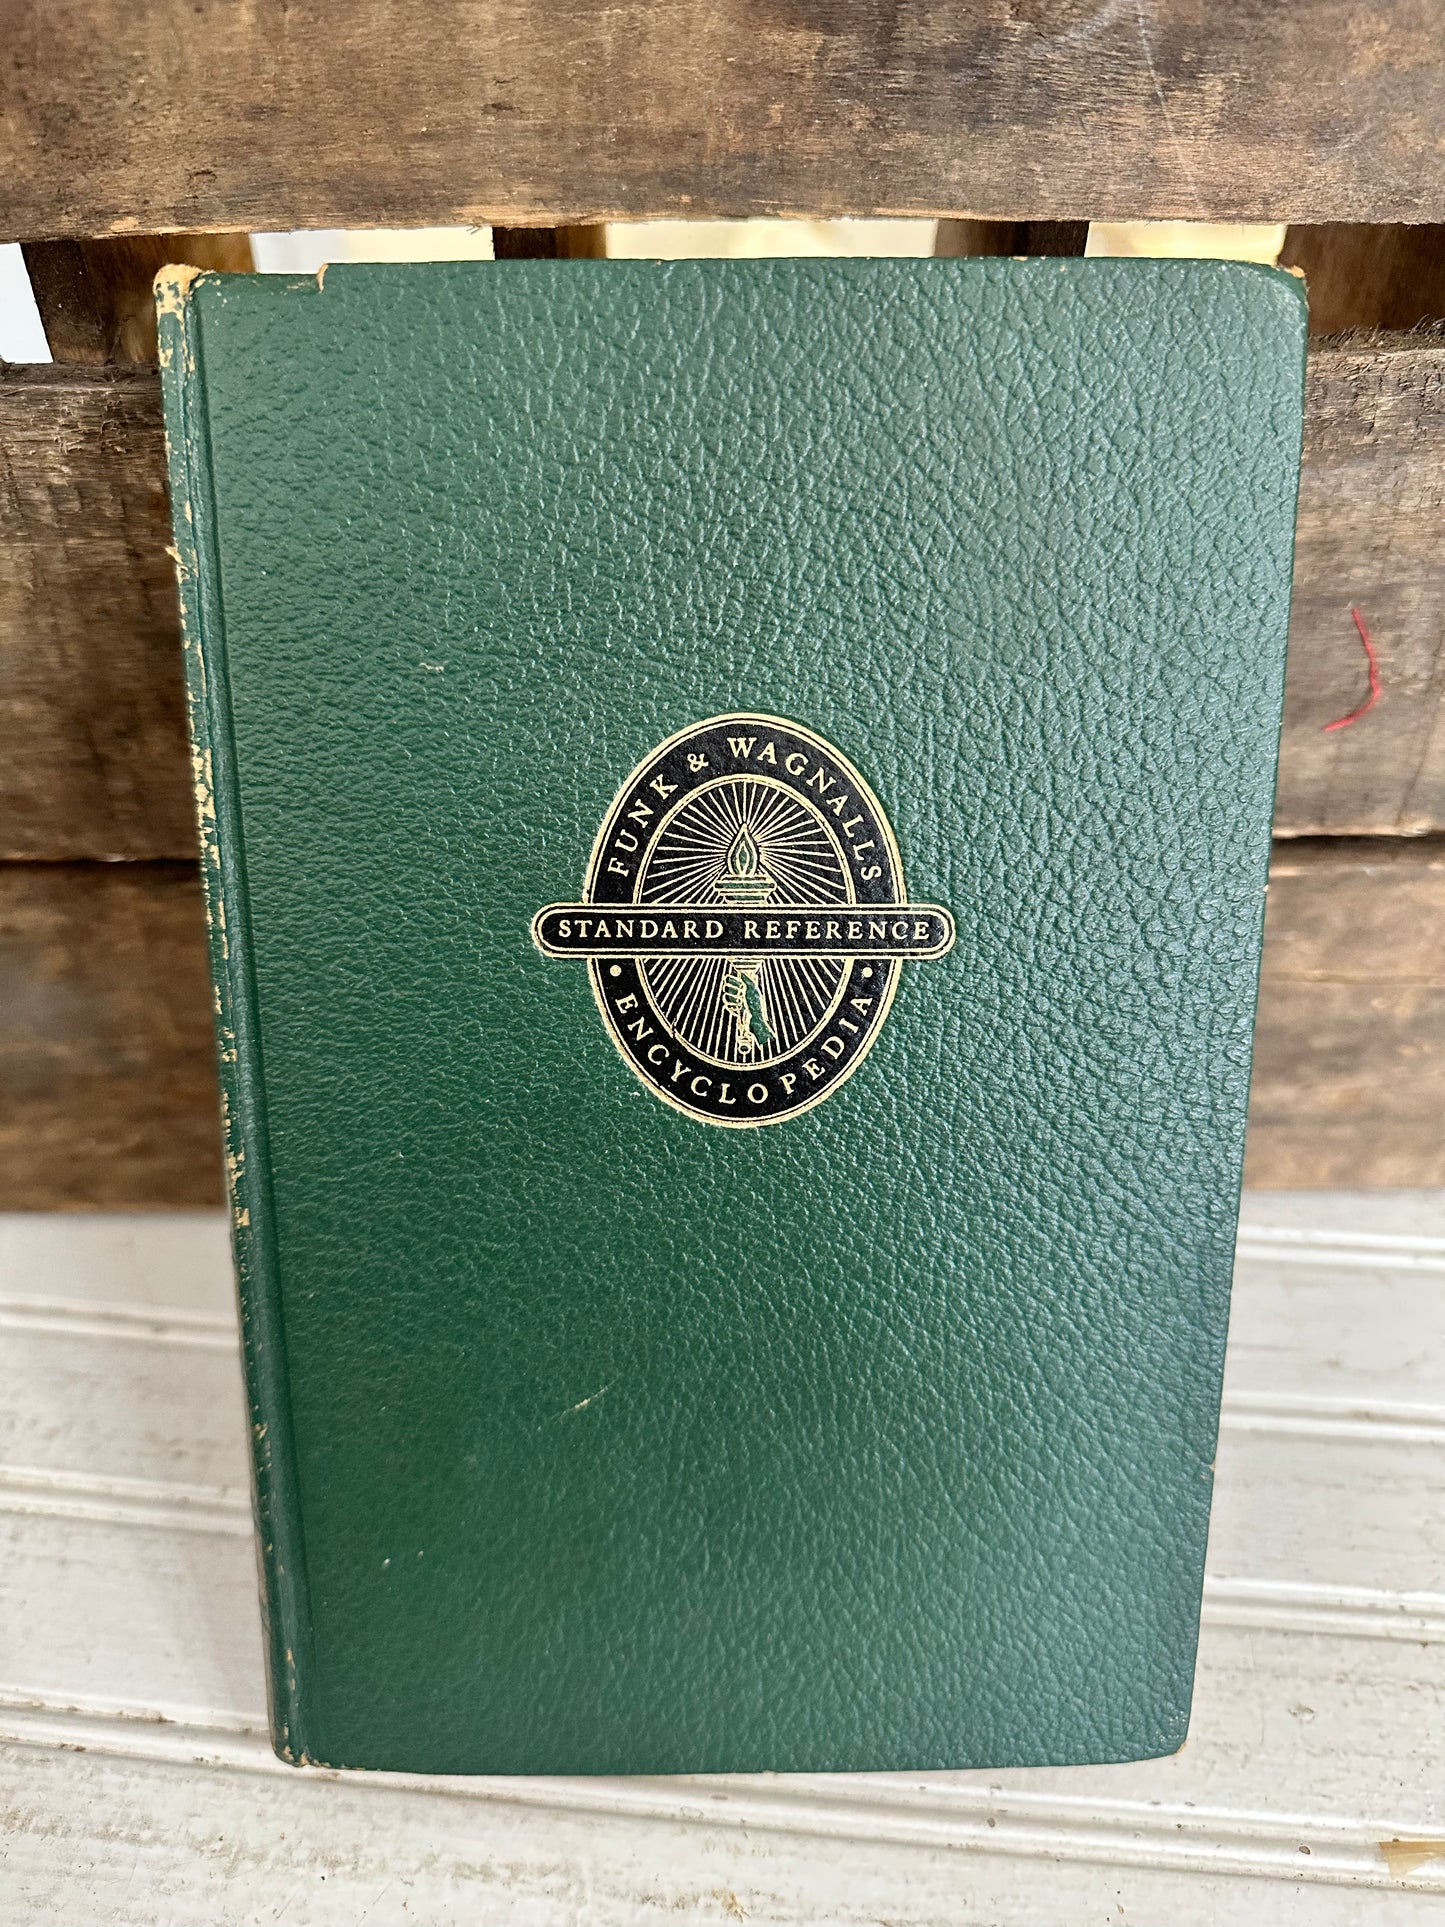 FUNK & WAGNALLS
STANDARD REFERENCE
ENCYCLOPEDIA